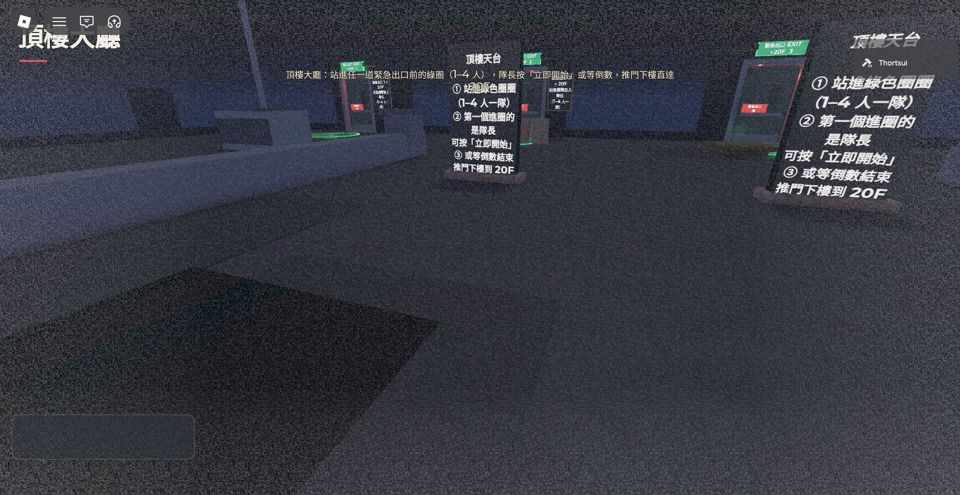 頂樓大廳
頂樓大廳：站進任一道緊急出口前的綠圈（1–4 人），隊長按「立即開始」或等倒數，推門下樓直達
頂樓天台
① 站進綠色圈圈
（1–4 人一隊）
② 第一個進圈的
是隊長
可按「立即開始」
③ 或等倒數結束
推門下樓到 20F
緊急出口 EXIT
頂樓天台
Thortsui
① 站進綠色圈圈
（1–4 人一隊）
② 第一個進圈的
是隊長
可按「立即開始」
③ 或等倒數結束
推門下樓到 20F